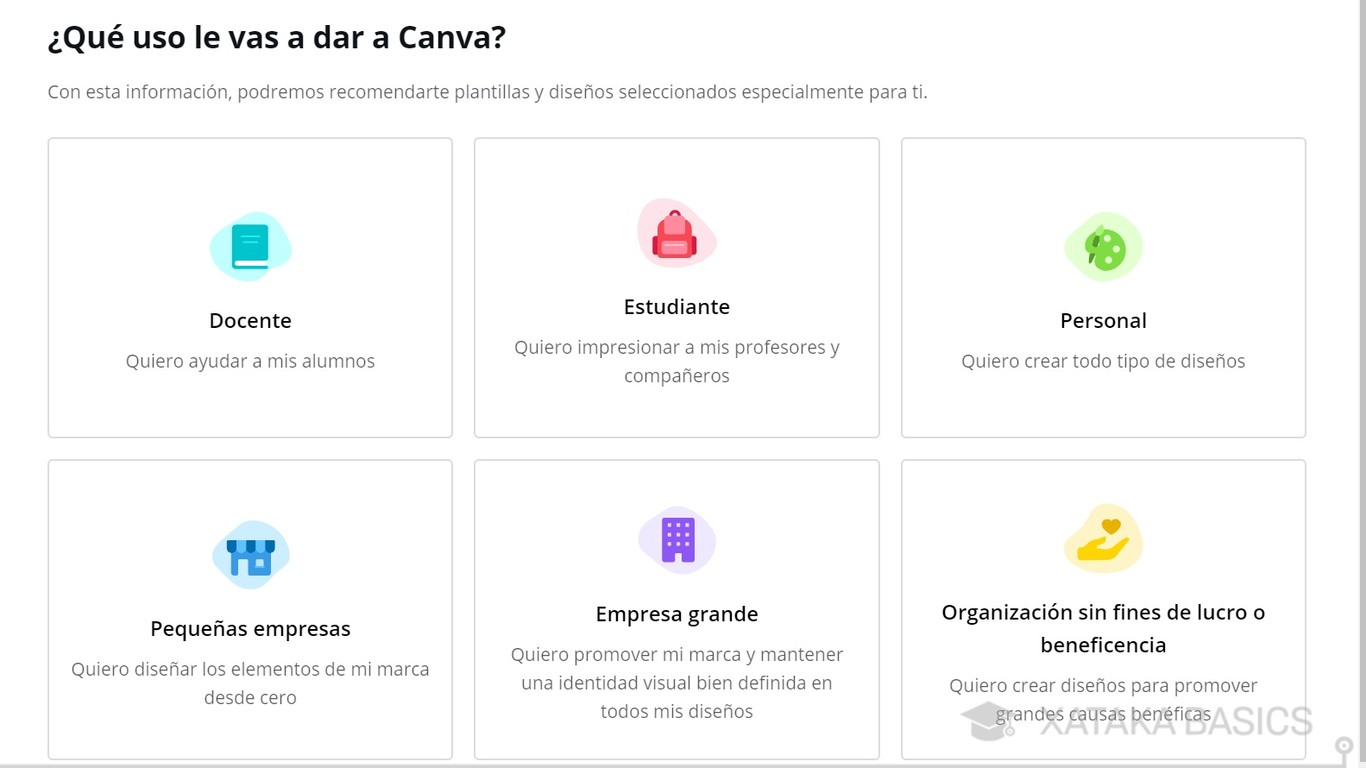 ¿Qué uso le vas a dar a Canva?
Con esta información, podremos recomendarte plantillas y diseños seleccionados especialmente para ti.
Docente
Quiero ayudar a mis alumnos
Estudiante
Quiero impresionar a mis profesores y
compañeros
Personal
Quiero crear todo tipo de diseños
Pequeñas empresas
Quiero diseñar los elementos de mi marca
desde cero
Empresa grande
Quiero promover mi marca y mantener
una identidad visual bien definida en
todos mis diseños
Organización sin fines de lucro o
beneficencia
Quiero crear diseños para promover
grandes causas benéficas
XATAKA BASICS